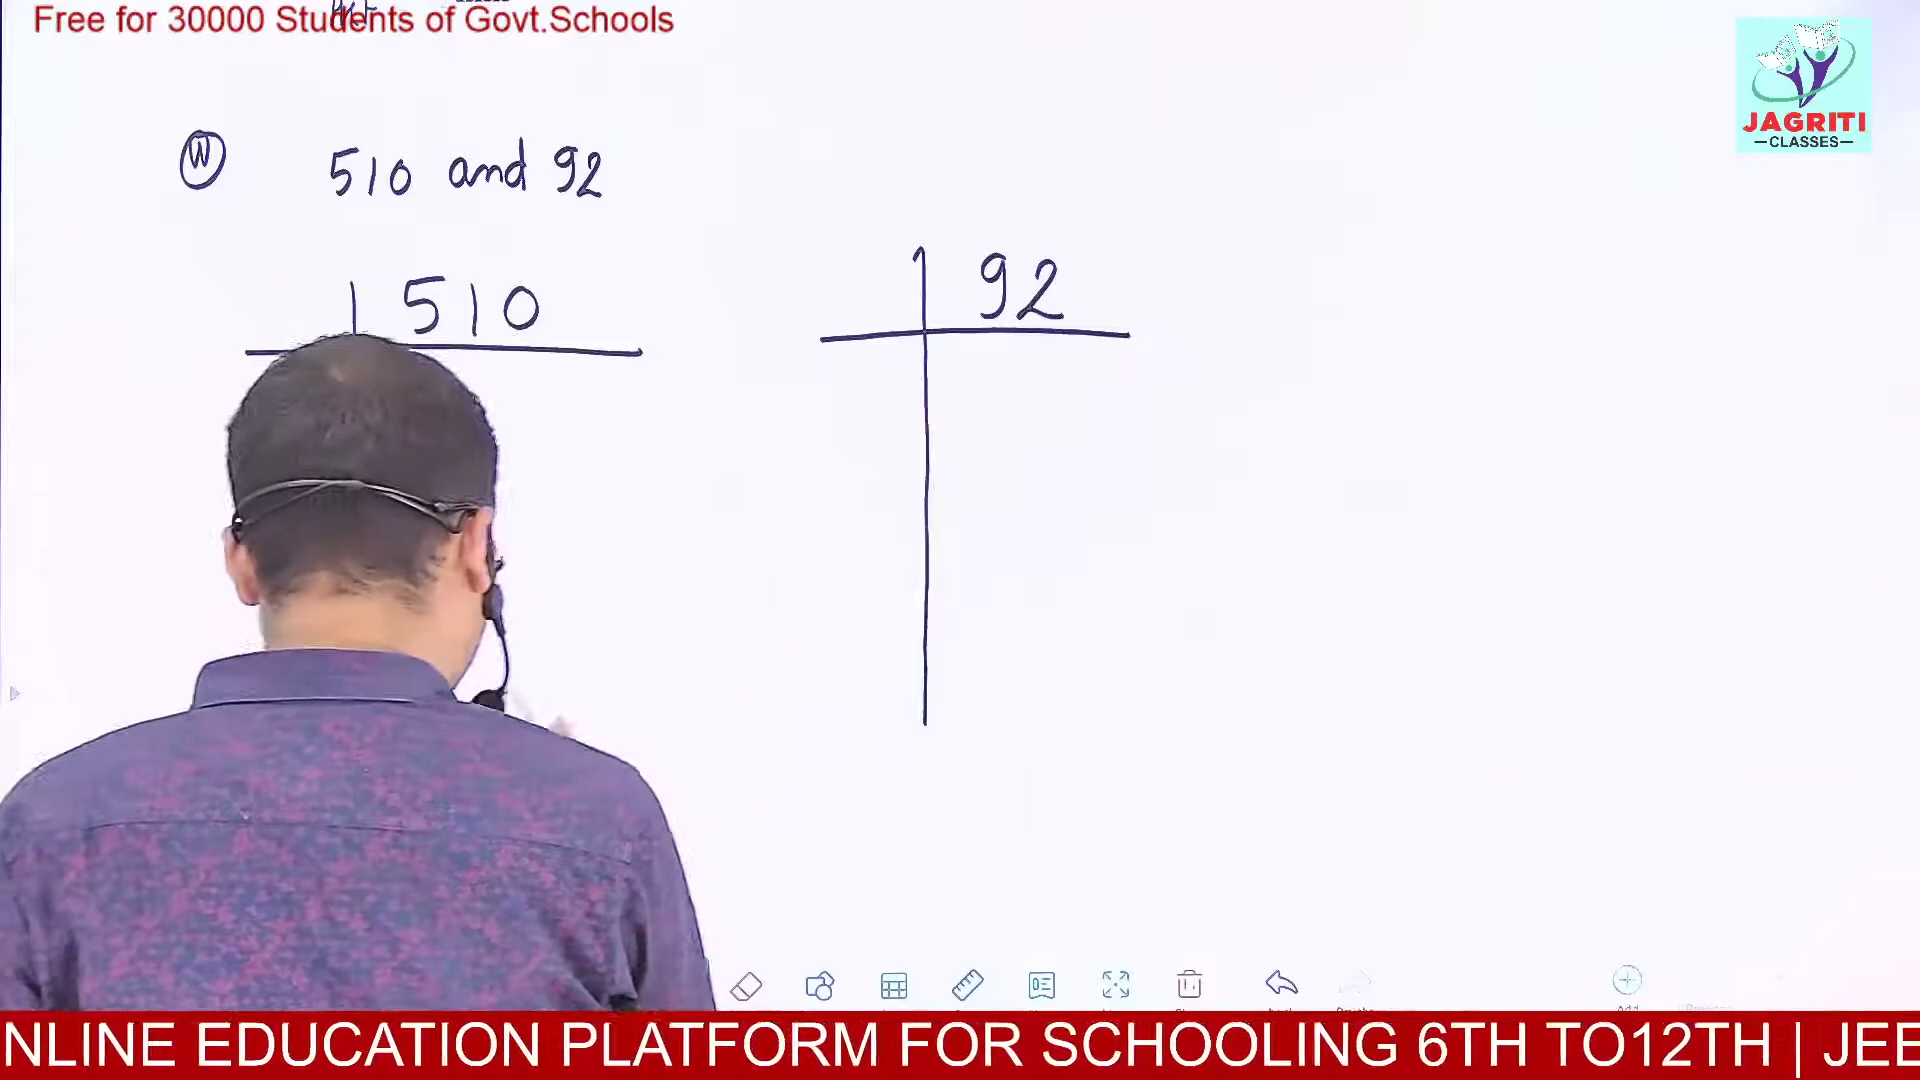 Free for 30000 Students of Govt.Schools
JAGRITI
CLASSES
510 and 92
510
92
NLINE EDUCATION PLATFORM FOR SCHOOLING 6TH TO12TH | JEE